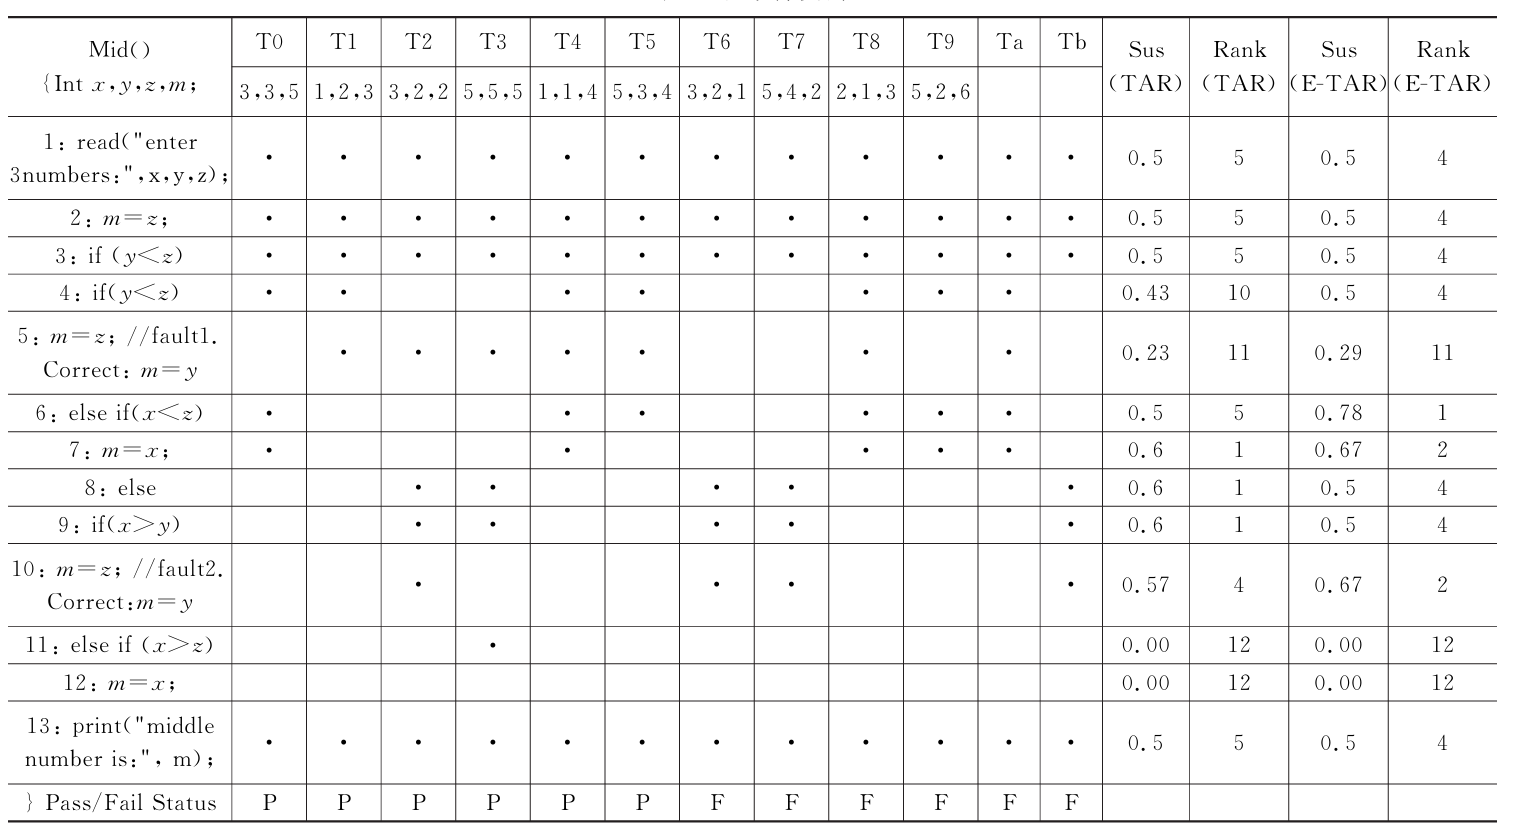 Mid() T0 T1 T2 T3 T4 T5 T6 T7 T8 T9 Ta Tb Sus Rank Sus Rank
{Int x,y,z,m; 3,3,5 1,2,3 3,2,2 5,5,5 1,1,4 5,3,4 3,2,1 5,4,2 2,1,3 5,2,6 (TAR) (TAR) (E-TAR) (E-TAR)
1: read("enter
3numbers:",x,y,z); • • • • • • • • • • • • 0.5 5 0.5 4
2: m=z; • • • • • • • • • • • • 0.5 5 0.5 4
3: if (y<z) • • • • • • • • • • • • 0.5 5 0.5 4
4: if(y<z) • • • • • • • 0.43 10 0.5 4
5: m=z; //fault1.
Correct: m=y • • • • • • • 0.23 11 0.29 11
6: else if(x<z) • • • • • • 0.5 5 0.78 1
7: m=x; • • • • • 0.6 1 0.67 2
8: else • • • • • 0.6 1 0.5 4
9: if(x>y) • • • • • 0.6 1 0.5 4
10: m=z; //fault2.
Correct:m=y • • • • 0.57 4 0.67 2
11: else if (x>z) • 0.00 12 0.00 12
12: m=x; 0.00 12 0.00 12
13: print("middle
number is:", m); • • • • • • • • • • • • 0.5 5 0.5 4
} Pass/Fail Status P P P P P P F F F F F F